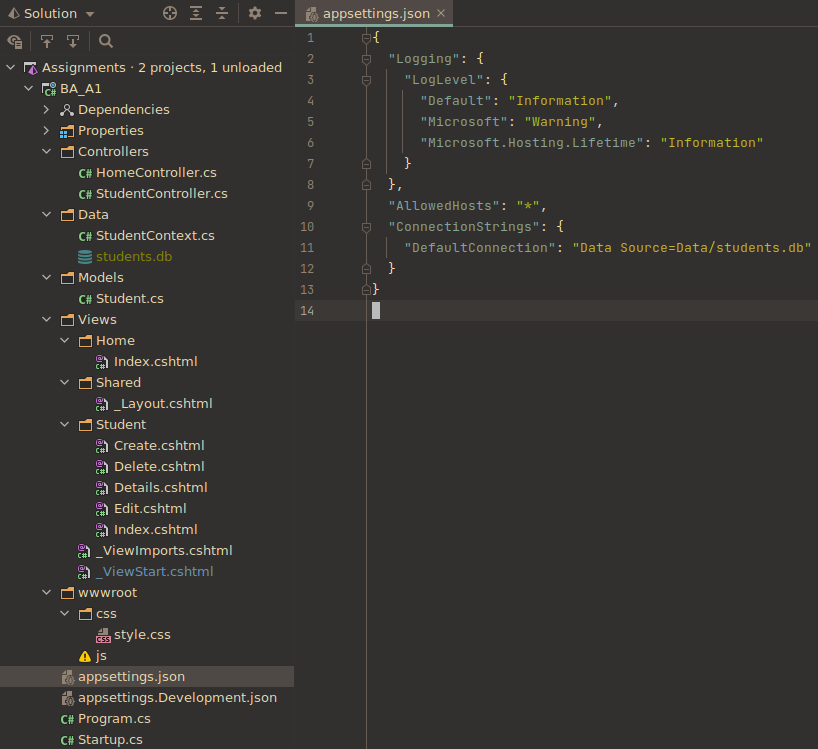 Solution
Assignments · 2 projects, 1 unloaded
BA_A1
Dependencies
Properties
Controllers
C# HomeController.cs
C# StudentController.cs
Data
C# StudentContext.cs
students.db
Models
C# Student.cs
Views
Home
Index.cshtml
Shared
_Layout.cshtml
Student
Create.cshtml
Delete.cshtml
Details.cshtml
Edit.cshtml
Index.cshtml
_ViewImports.cshtml
_ViewStart.cshtml
wwwroot
css
style.css
js
appsettings.json
appsettings.Development.json
C# Program.cs
C# Startup.cs
appsettings.json
1 {
2 "Logging": {
3 "LogLevel": {
4 "Default": "Information",
5 "Microsoft": "Warning",
6 "Microsoft.Hosting.Lifetime": "Information"
7 }
8 },
9 "AllowedHosts": "*",
10 "ConnectionStrings": {
11 "DefaultConnection": "Data Source=Data/students.db"
12 }
13 }
14